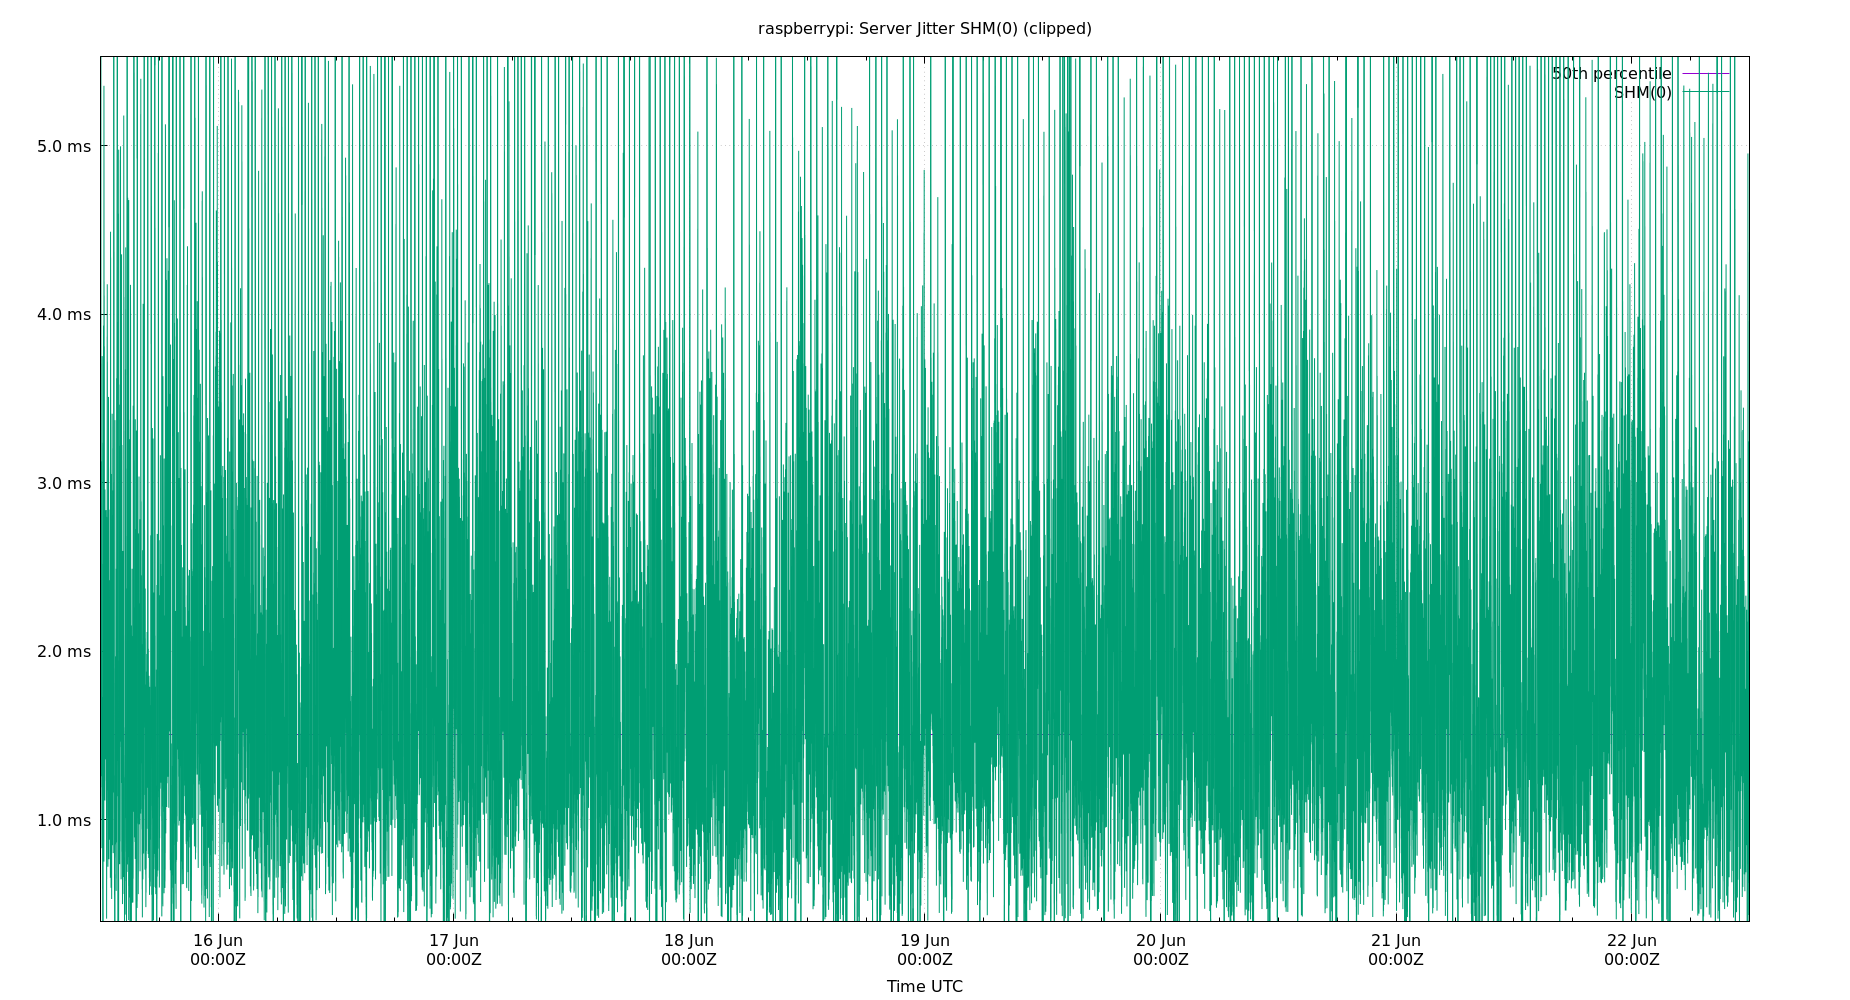 raspberrypi: Server Jitter SHM(0) (clipped)
50th percentile
SHM(0)
5.0 ms
4.0 ms
3.0 ms
2.0 ms
1.0 ms
16 Jun 17 Jun 18 Jun 19 Jun 20 Jun 21 Jun 22 Jun
00:00Z 00:00Z 00:00Z 00:00Z 00:00Z 00:00Z 00:00Z
Time UTC